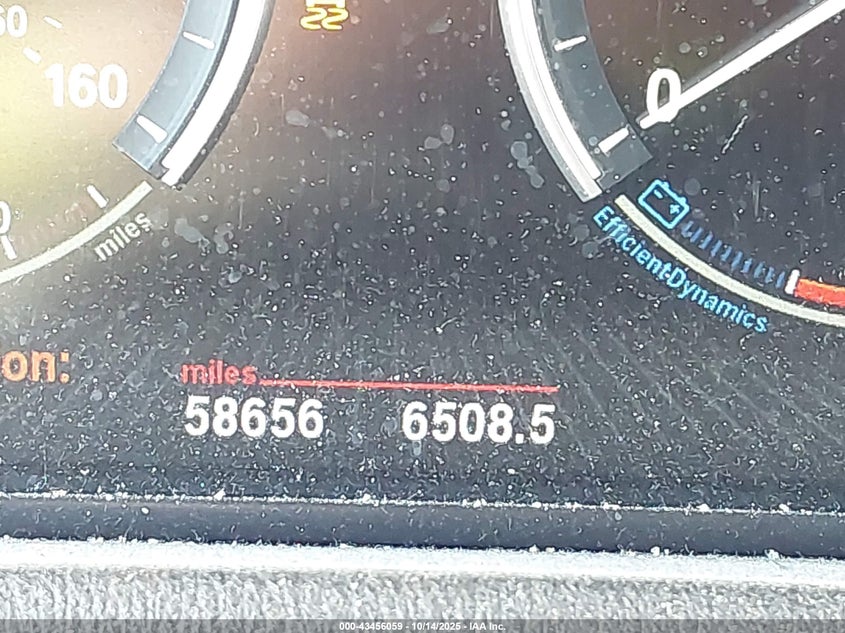 160
0
miles
EfficientDynamics
on:
miles
58656 6508.5
000-43456059 - 10/14/2025 - IAA Inc.